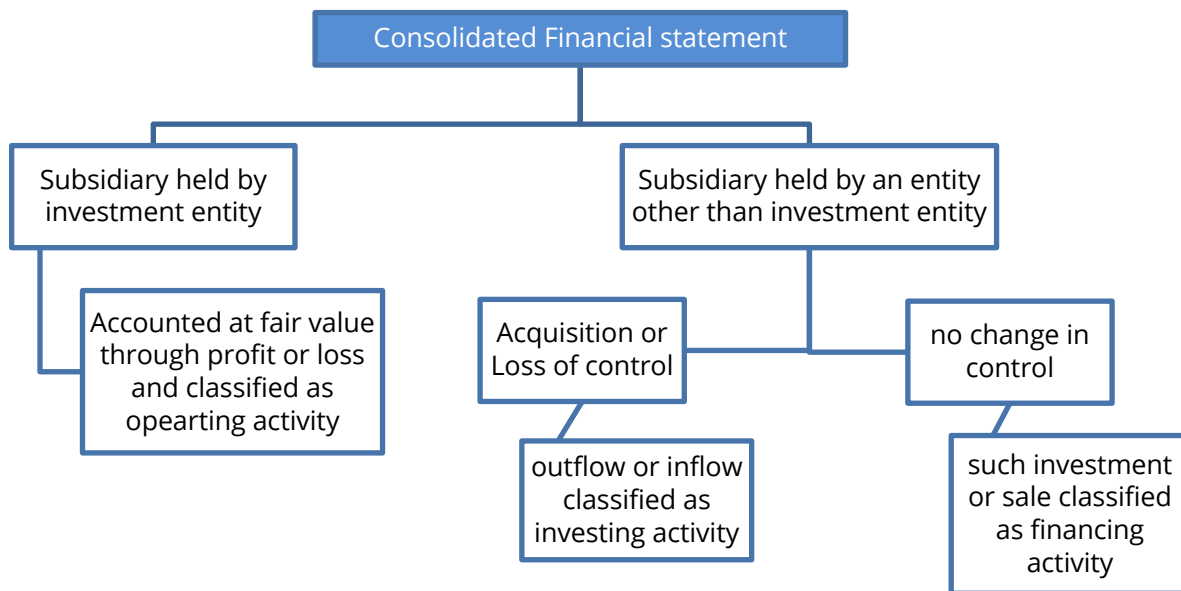 Consolidated Financial statement
Subsidiary held by
investment entity
Subsidiary held by an entity
other than investment entity
Accounted at fair value
through profit or loss
and classified as
opearting activity
Acquisition or
Loss of control
no change in
control
outflow or inflow
classified as
investing activity
such investment
or sale classified
as financing
activity